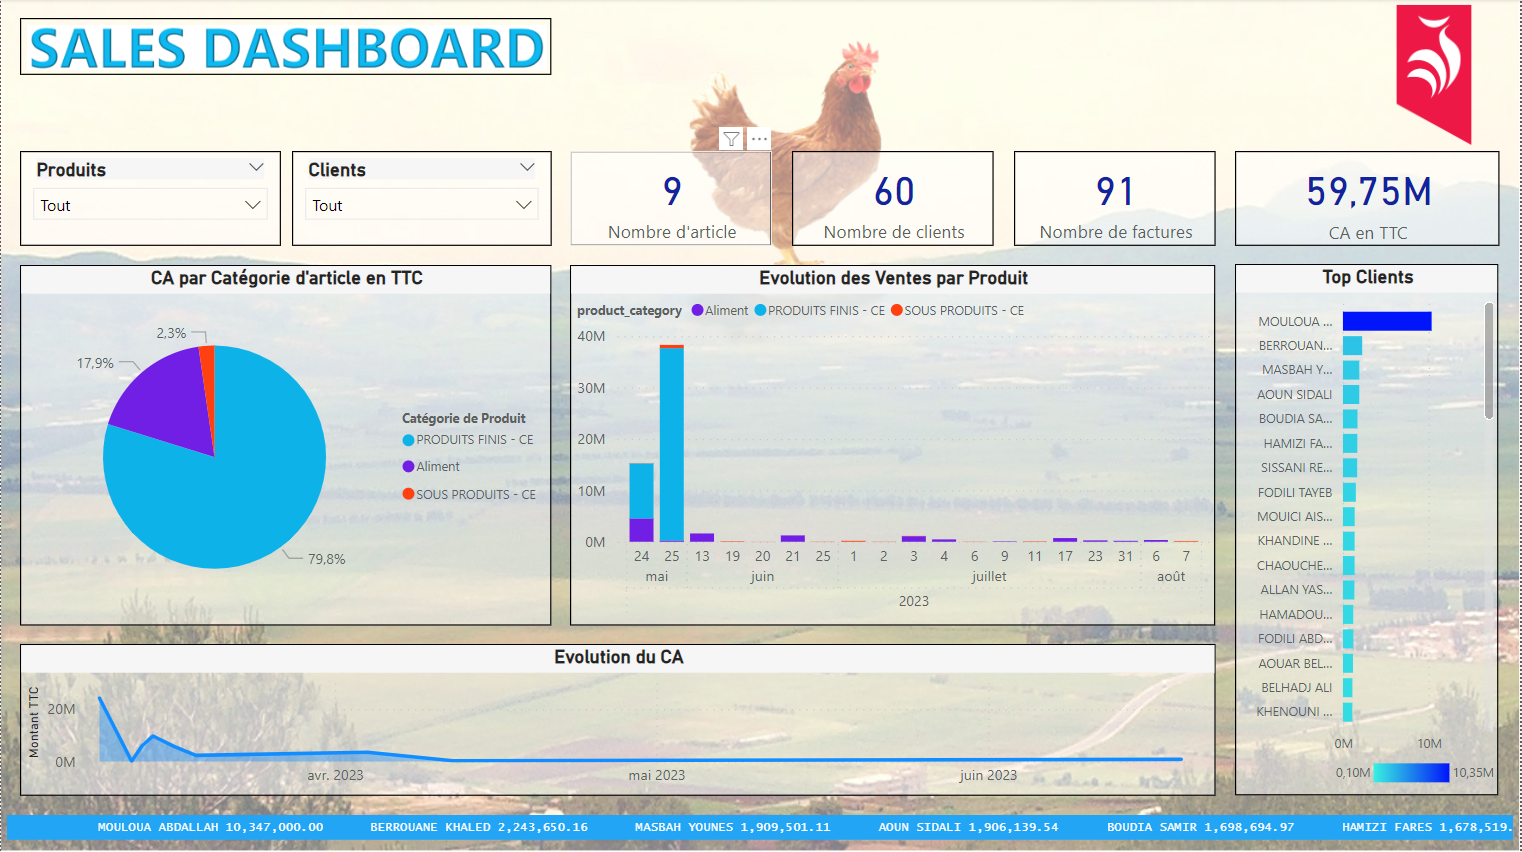 SALES DASHBOARD
Produits
Tout
Clients
Tout
9
Nombre d'article
60
Nombre de clients
91
Nombre de factures
59,75M
CA en TTC
CA par Catégorie d'article en TTC
2,3%
17,9%
79,8%
Catégorie de Produit
PRODUITS FINIS - CE
Aliment
SOUS PRODUITS - CE
Evolution des Ventes par Produit
product_category Aliment PRODUITS FINIS - CE SOUS PRODUITS - CE
40M
30M
20M
10M
0M
24 25 13 19 20 21 25 1 2 3 4 6 9 11 17 23 31 6 7
mai juin juillet août
2023
Top Clients
MOULOUA ...
BERROUAN...
MASBAH Y...
AOUN SIDALI
BOUDIA SA...
HAMIZI FA...
SISSANI RE...
FODILI TAYEB
MOUICI AIS...
KHANDINE ...
CHAOUCHE...
ALLAN YAS...
HAMADOU...
FODILI ABD...
AOUAR BEL...
BELHADJ ALI
KHENOUNI ...
0M 10M
0,10M 10,35M
Evolution du CA
Montant TTC
20M
0M
avr. 2023 mai 2023 juin 2023
MOULOUA ABDALLAH 10,347,000.00 BERROUANE KHALED 2,243,650.16 MASBAH YOUNES 1,909,501.11 AOUN SIDALI 1,906,139.54 BOUDIA SAMIR 1,698,694.97 HAMIZI FARES 1,678,519.